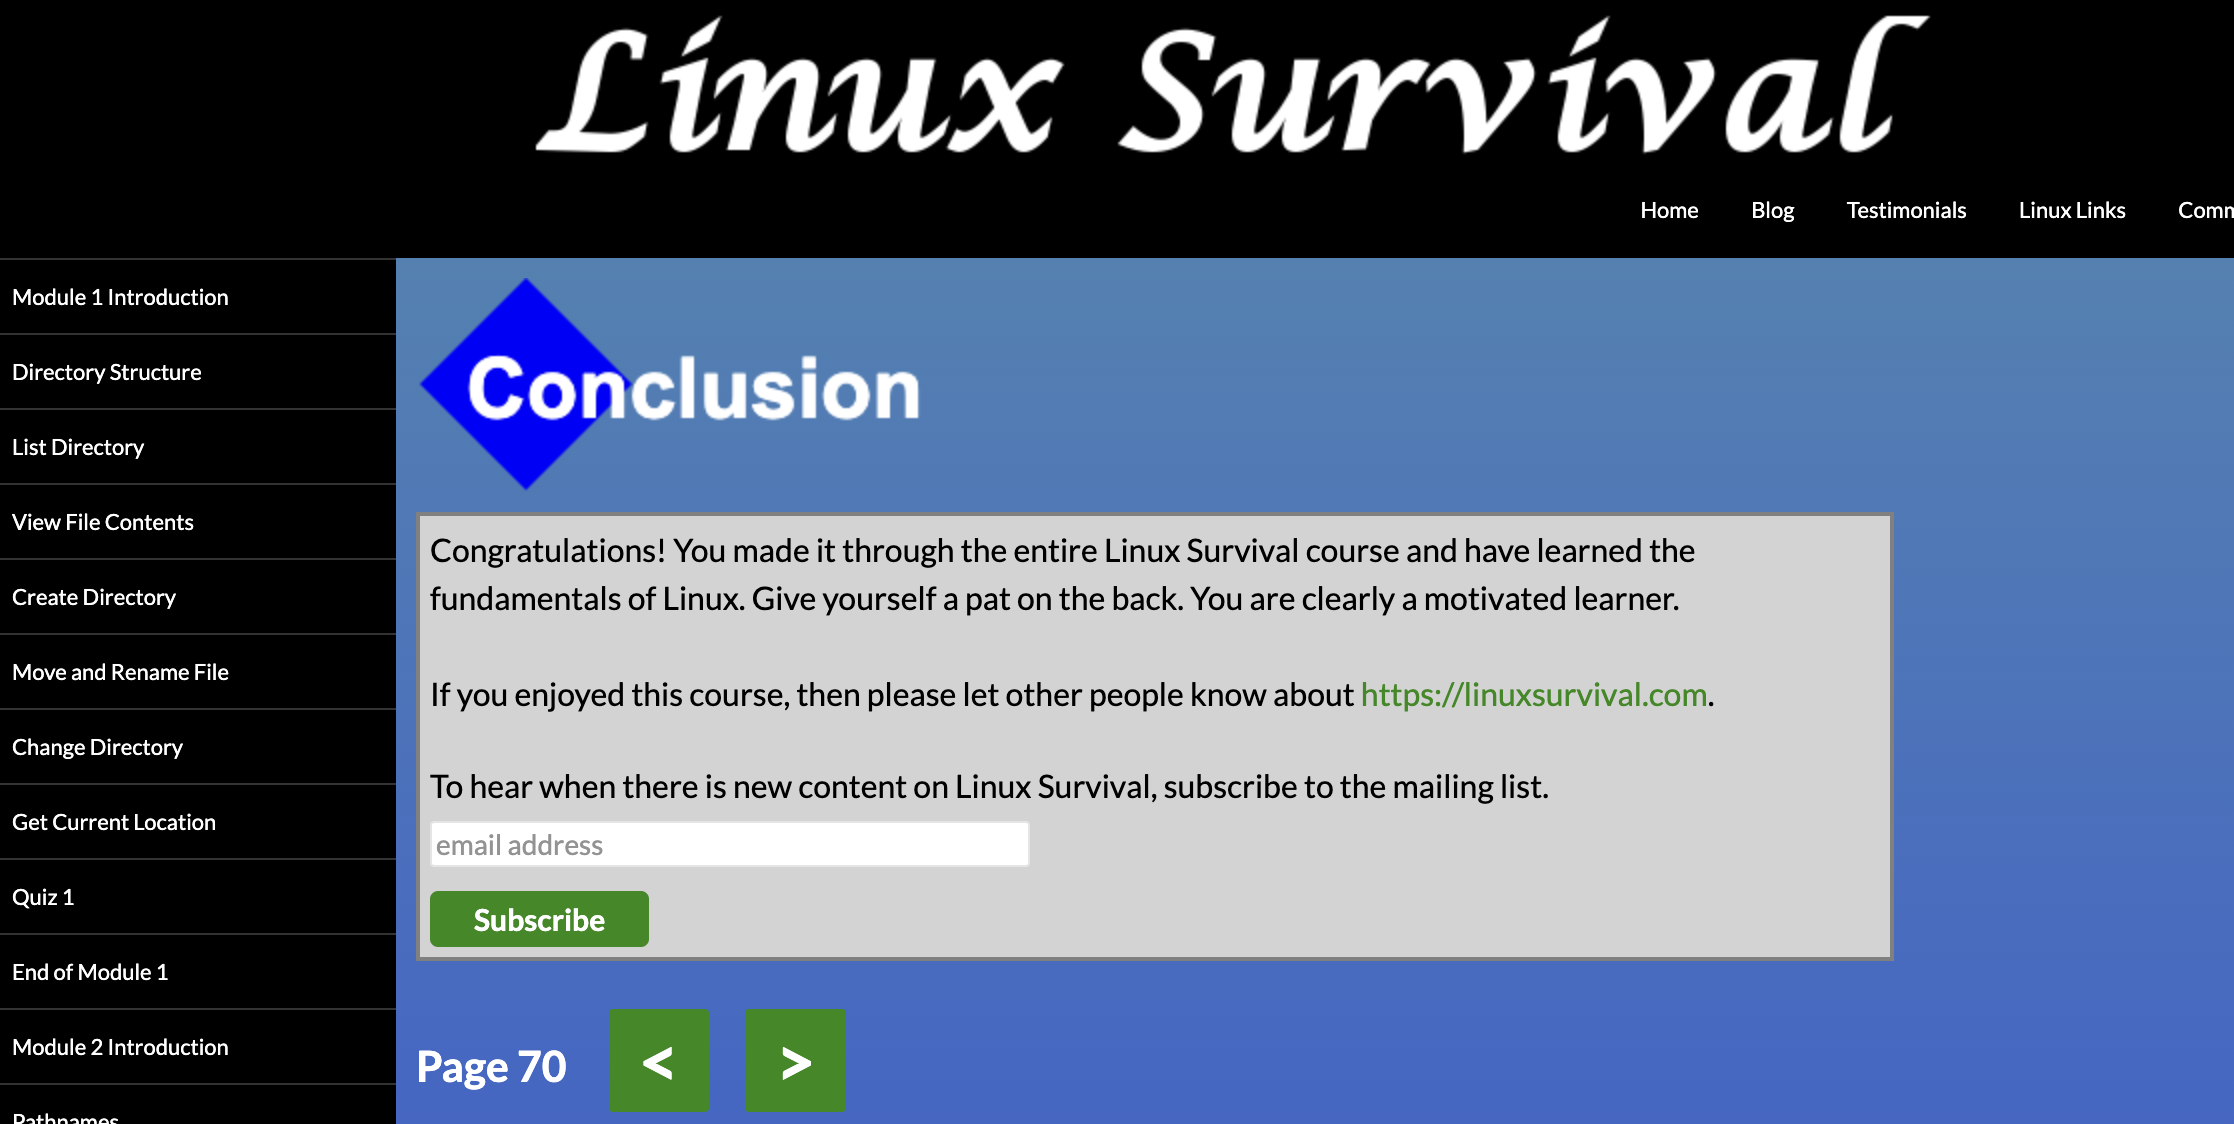 Linux Survival
Home Blog Testimonials Linux Links
Module 1 Introduction
Directory Structure
List Directory
View File Contents
Create Directory
Move and Rename File
Change Directory
Get Current Location
Quiz 1
End of Module 1
Module 2 Introduction
Pathnames
Conclusion
Congratulations! You made it through the entire Linux Survival course and have learned the
fundamentals of Linux. Give yourself a pat on the back. You are clearly a motivated learner.
If you enjoyed this course, then please let other people know about https://linuxsurvival.com.
To hear when there is new content on Linux Survival, subscribe to the mailing list.
email address
Subscribe
Page 70 < >